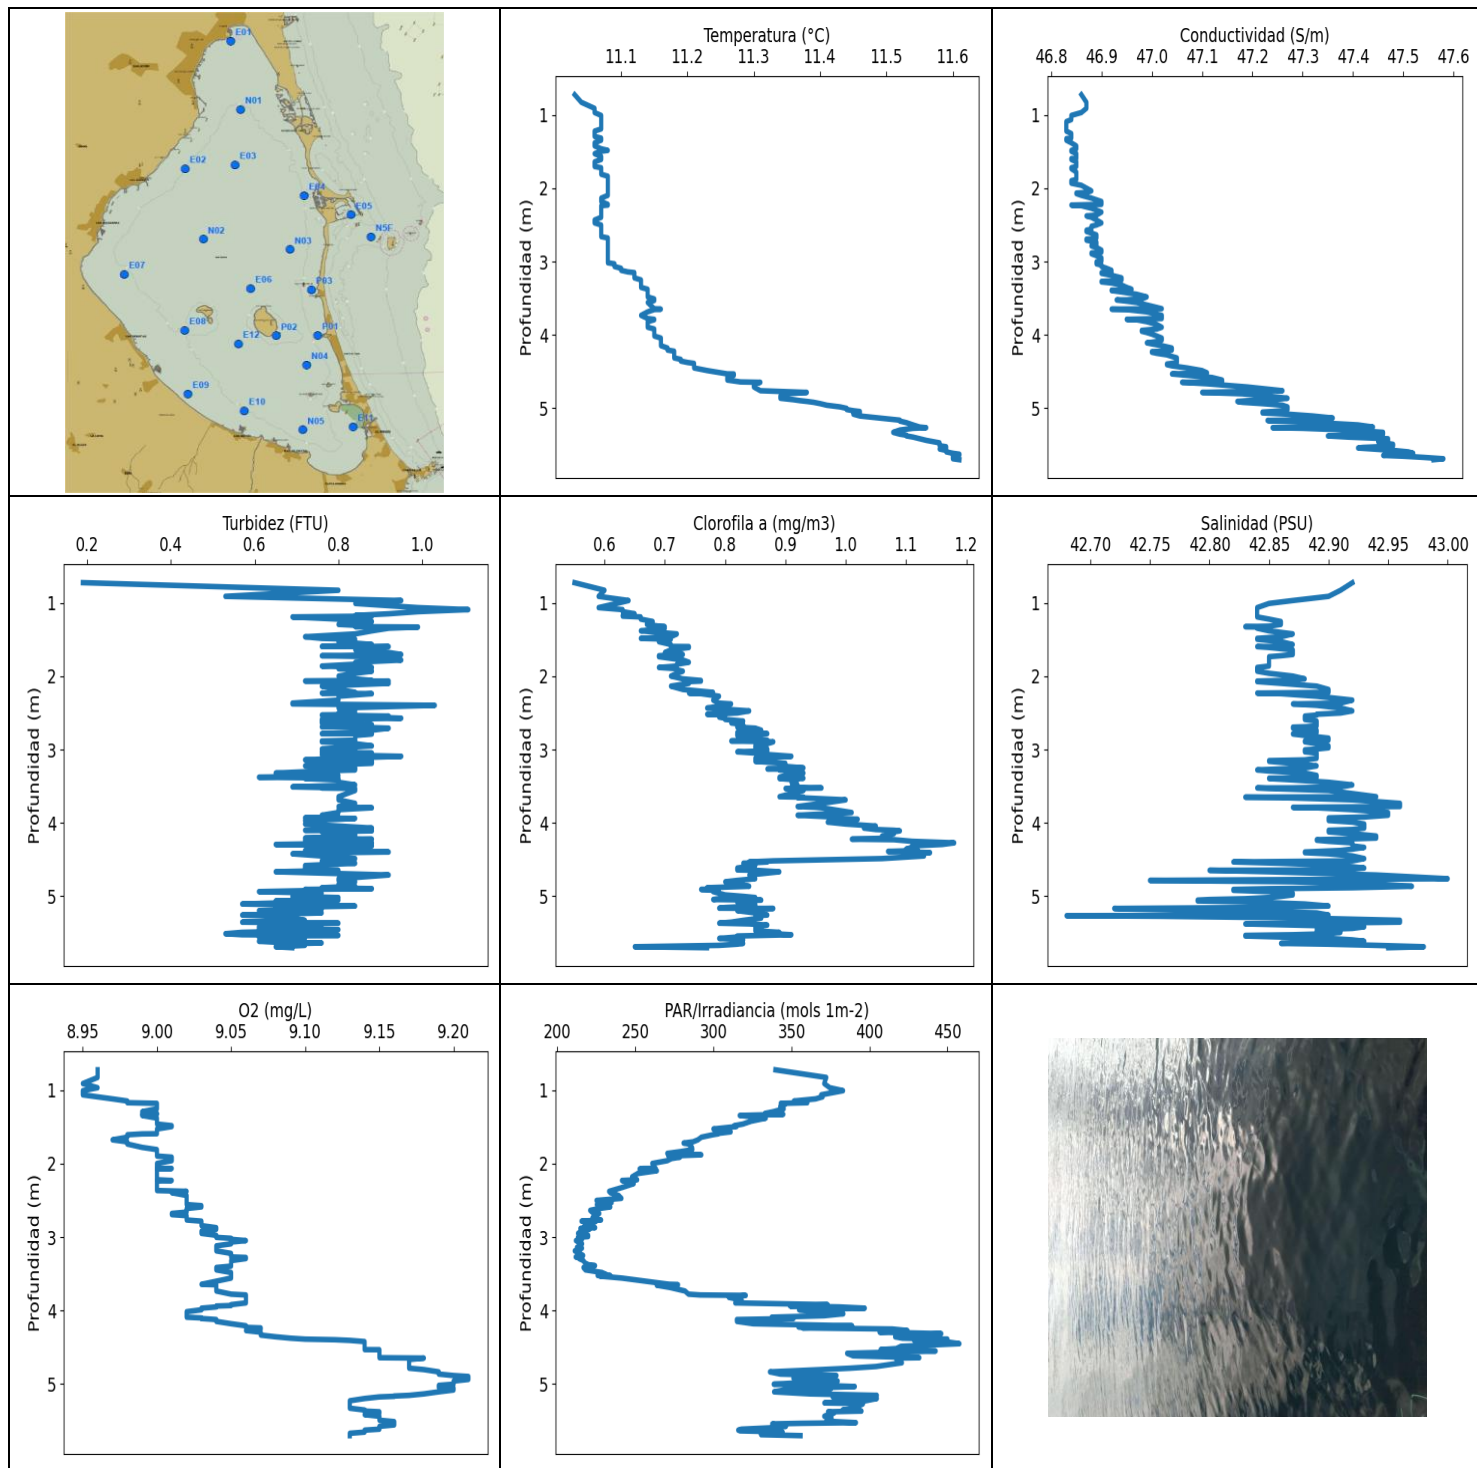 E01
N01
E02
E03
E04
E05
N5F
N02
N03
E07
E06
P03
E08
P02
P01
E12
N04
E09
E10
N05
E11
Temperatura (°C)
11.1 11.2 11.3 11.4 11.5 11.6
Profundidad (m)
1
2
3
4
5
Conductividad (S/m)
46.8 46.9 47.0 47.1 47.2 47.3 47.4 47.5 47.6
Profundidad (m)
1
2
3
4
5
Turbidez (FTU)
0.2 0.4 0.6 0.8 1.0
Profundidad (m)
1
2
3
4
5
Clorofila a (mg/m3)
0.6 0.7 0.8 0.9 1.0 1.1 1.2
Profundidad (m)
1
2
3
4
5
Salinidad (PSU)
42.70 42.75 42.80 42.85 42.90 42.95 43.00
Profundidad (m)
1
2
3
4
5
O2 (mg/L)
8.95 9.00 9.05 9.10 9.15 9.20
Profundidad (m)
1
2
3
4
5
PAR/Irradiancia (mols 1m-2)
200 250 300 350 400 450
Profundidad (m)
1
2
3
4
5